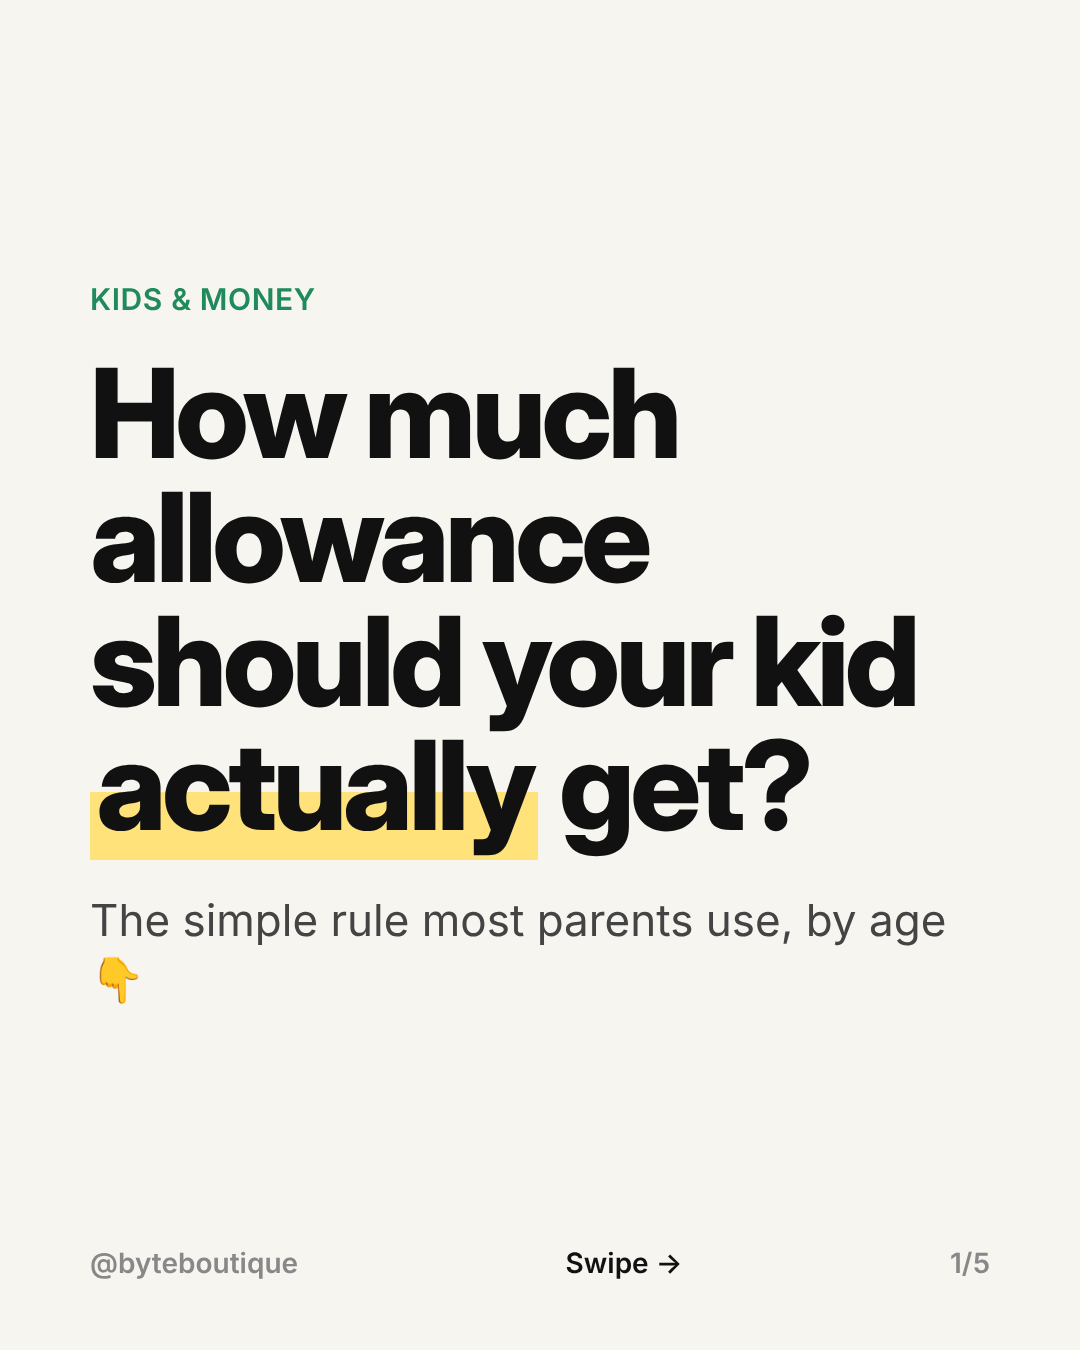 KIDS & MONEY
How much
allowance
should your kid
actually get?
The simple rule most parents use, by age
👇
@byteboutique
Swipe →
1/5